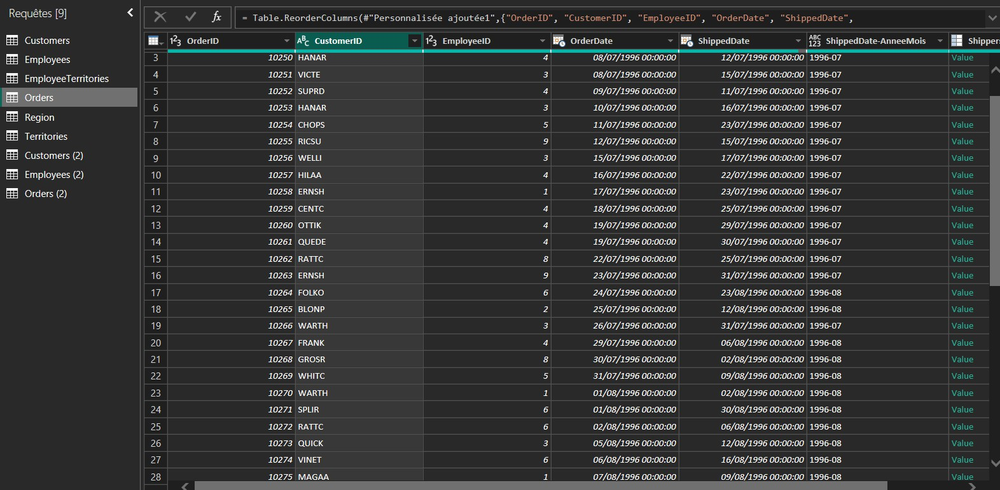 Requêtes [9]
Customers
Employees
EmployeeTerritories
Orders
Region
Territories
Customers (2)
Employees (2)
Orders (2)
fx = Table.ReorderColumns(#"Personnalisée ajoutée1",{"OrderID", "CustomerID", "EmployeeID", "OrderDate", "ShippedDate",
1²3 OrderID ABC CustomerID 1²3 EmployeeID OrderDate ShippedDate ABC 123 ShippedDate-AnneeMois Shippers
3 10250 HANAR 4 08/07/1996 00:00:00 12/07/1996 00:00:00 1996-07 Value
4 10251 VICTE 3 08/07/1996 00:00:00 15/07/1996 00:00:00 1996-07 Value
5 10252 SUPRD 4 09/07/1996 00:00:00 11/07/1996 00:00:00 1996-07 Value
6 10253 HANAR 3 10/07/1996 00:00:00 16/07/1996 00:00:00 1996-07 Value
7 10254 CHOPS 5 11/07/1996 00:00:00 23/07/1996 00:00:00 1996-07 Value
8 10255 RICSU 9 12/07/1996 00:00:00 15/07/1996 00:00:00 1996-07 Value
9 10256 WELLI 3 15/07/1996 00:00:00 17/07/1996 00:00:00 1996-07 Value
10 10257 HILAA 4 16/07/1996 00:00:00 22/07/1996 00:00:00 1996-07 Value
11 10258 ERNSH 1 17/07/1996 00:00:00 23/07/1996 00:00:00 1996-07 Value
12 10259 CENTC 4 18/07/1996 00:00:00 25/07/1996 00:00:00 1996-07 Value
13 10260 OTTIK 4 19/07/1996 00:00:00 29/07/1996 00:00:00 1996-07 Value
14 10261 QUEDE 4 19/07/1996 00:00:00 30/07/1996 00:00:00 1996-07 Value
15 10262 RATTC 8 22/07/1996 00:00:00 25/07/1996 00:00:00 1996-07 Value
16 10263 ERNSH 9 23/07/1996 00:00:00 31/07/1996 00:00:00 1996-07 Value
17 10264 FOLKO 6 24/07/1996 00:00:00 23/08/1996 00:00:00 1996-08 Value
18 10265 BLONP 2 25/07/1996 00:00:00 12/08/1996 00:00:00 1996-08 Value
19 10266 WARTH 3 26/07/1996 00:00:00 31/07/1996 00:00:00 1996-07 Value
20 10267 FRANK 4 29/07/1996 00:00:00 06/08/1996 00:00:00 1996-08 Value
21 10268 GROSR 8 30/07/1996 00:00:00 02/08/1996 00:00:00 1996-08 Value
22 10269 WHITC 5 31/07/1996 00:00:00 09/08/1996 00:00:00 1996-08 Value
23 10270 WARTH 1 01/08/1996 00:00:00 02/08/1996 00:00:00 1996-08 Value
24 10271 SPLIR 6 01/08/1996 00:00:00 30/08/1996 00:00:00 1996-08 Value
25 10272 RATTC 6 02/08/1996 00:00:00 06/08/1996 00:00:00 1996-08 Value
26 10273 QUICK 3 05/08/1996 00:00:00 12/08/1996 00:00:00 1996-08 Value
27 10274 VINET 6 06/08/1996 00:00:00 16/08/1996 00:00:00 1996-08 Value
28 10275 MAGAA 1 07/08/1996 00:00:00 09/08/1996 00:00:00 1996-08 Value